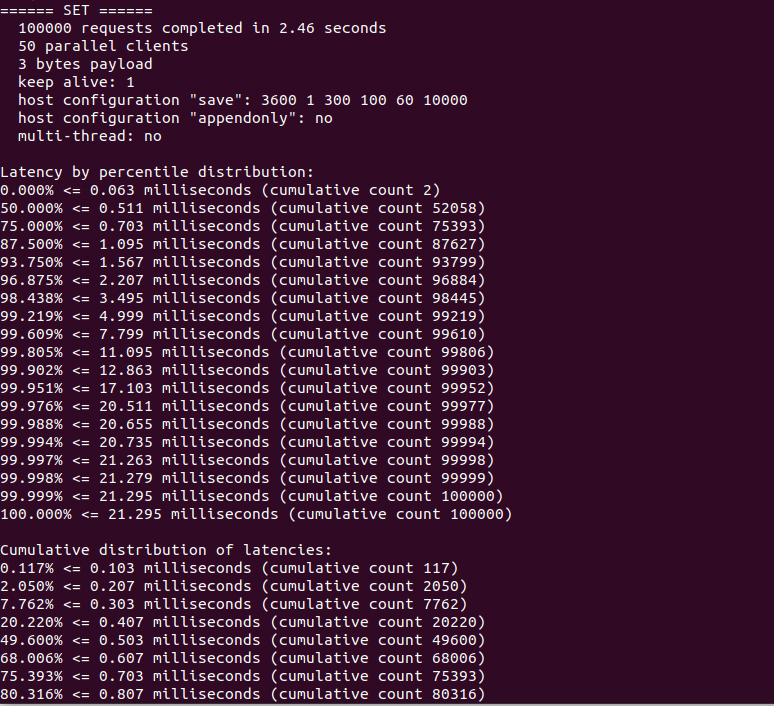 ====== SET ======
100000 requests completed in 2.46 seconds
50 parallel clients
3 bytes payload
keep alive: 1
host configuration "save": 3600 1 300 100 60 10000
host configuration "appendonly": no
multi-thread: no
Latency by percentile distribution:
0.000% <= 0.063 milliseconds (cumulative count 2)
50.000% <= 0.511 milliseconds (cumulative count 52058)
75.000% <= 0.703 milliseconds (cumulative count 75393)
87.500% <= 1.095 milliseconds (cumulative count 87627)
93.750% <= 1.567 milliseconds (cumulative count 93799)
96.875% <= 2.207 milliseconds (cumulative count 96884)
98.438% <= 3.495 milliseconds (cumulative count 98445)
99.219% <= 4.999 milliseconds (cumulative count 99219)
99.609% <= 7.799 milliseconds (cumulative count 99610)
99.805% <= 11.095 milliseconds (cumulative count 99806)
99.902% <= 12.863 milliseconds (cumulative count 99903)
99.951% <= 17.103 milliseconds (cumulative count 99952)
99.976% <= 20.511 milliseconds (cumulative count 99977)
99.988% <= 20.655 milliseconds (cumulative count 99988)
99.994% <= 20.735 milliseconds (cumulative count 99994)
99.997% <= 21.263 milliseconds (cumulative count 99998)
99.998% <= 21.279 milliseconds (cumulative count 99999)
99.999% <= 21.295 milliseconds (cumulative count 100000)
100.000% <= 21.295 milliseconds (cumulative count 100000)
Cumulative distribution of latencies:
0.117% <= 0.103 milliseconds (cumulative count 117)
2.050% <= 0.207 milliseconds (cumulative count 2050)
7.762% <= 0.303 milliseconds (cumulative count 7762)
20.220% <= 0.407 milliseconds (cumulative count 20220)
49.600% <= 0.503 milliseconds (cumulative count 49600)
68.006% <= 0.607 milliseconds (cumulative count 68006)
75.393% <= 0.703 milliseconds (cumulative count 75393)
80.316% <= 0.807 milliseconds (cumulative count 80316)